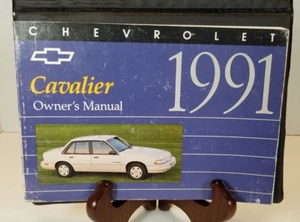 CHEVROLET
1991
Cavalier
Owner's Manual